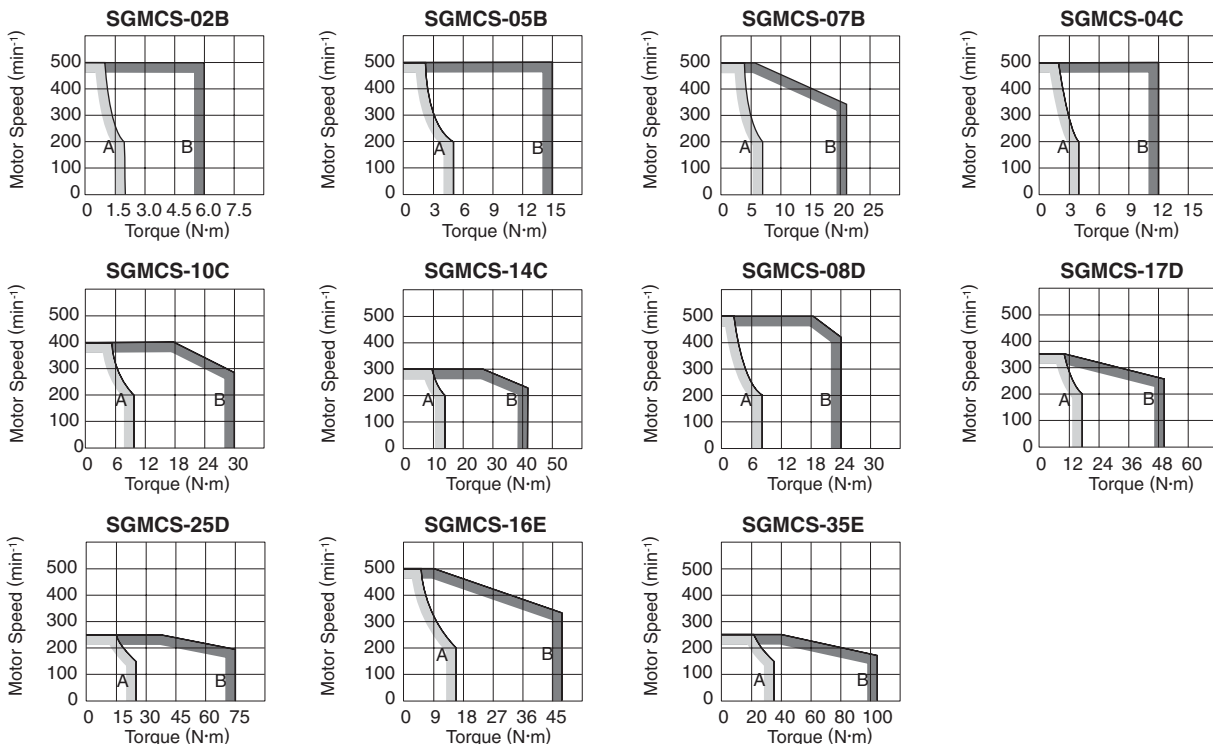 SGMCS-02B
Motor Speed (min⁻¹)
500
400
300
200
100
0
A
B
0 1.5 3.0 4.5 6.0 7.5
Torque (N·m)
SGMCS-05B
Motor Speed (min⁻¹)
500
400
300
200
100
0
A
B
0 3 6 9 12 15
Torque (N·m)
SGMCS-07B
Motor Speed (min⁻¹)
500
400
300
200
100
0
A
B
0 5 10 15 20 25
Torque (N·m)
SGMCS-04C
Motor Speed (min⁻¹)
500
400
300
200
100
0
A
B
0 3 6 9 12 15
Torque (N·m)
SGMCS-10C
Motor Speed (min⁻¹)
500
400
300
200
100
0
A
B
0 6 12 18 24 30
Torque (N·m)
SGMCS-14C
Motor Speed (min⁻¹)
500
400
300
200
100
0
A
B
0 10 20 30 40 50
Torque (N·m)
SGMCS-08D
Motor Speed (min⁻¹)
500
400
300
200
100
0
A
B
0 6 12 18 24 30
Torque (N·m)
SGMCS-17D
Motor Speed (min⁻¹)
500
400
300
200
100
0
A
B
0 12 24 36 48 60
Torque (N·m)
SGMCS-25D
Motor Speed (min⁻¹)
500
400
300
200
100
0
A
B
0 15 30 45 60 75
Torque (N·m)
SGMCS-16E
Motor Speed (min⁻¹)
500
400
300
200
100
0
A
B
0 9 18 27 36 45
Torque (N·m)
SGMCS-35E
Motor Speed (min⁻¹)
500
400
300
200
100
0
A
B
0 20 40 60 80 100
Torque (N·m)